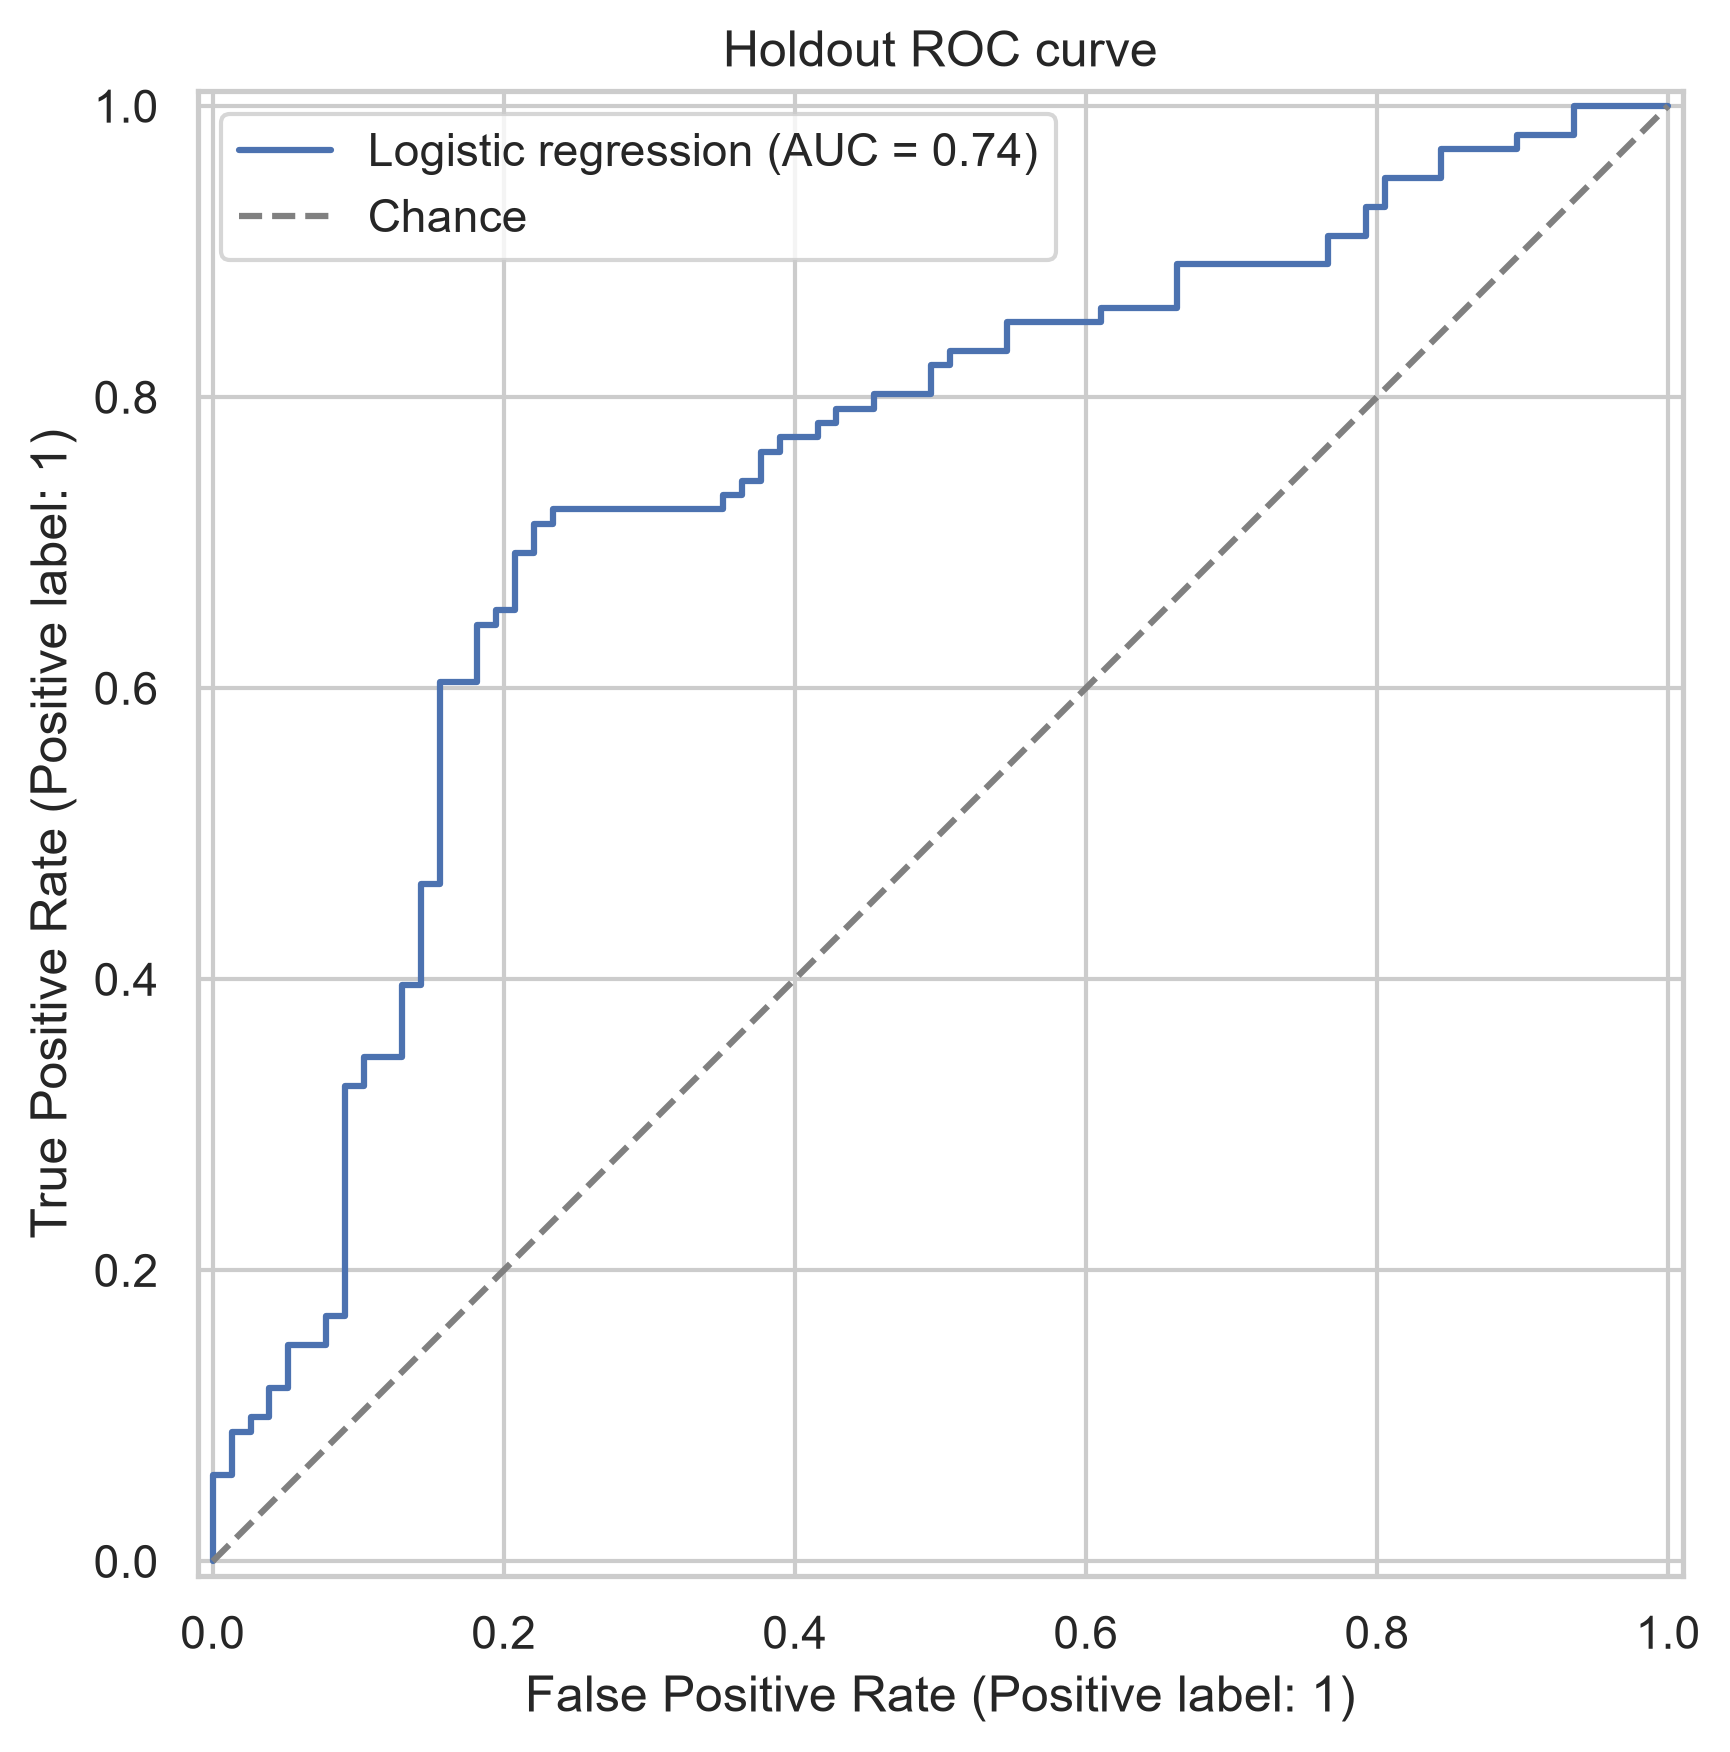 Holdout ROC curve
Logistic regression (AUC = 0.74)
Chance
True Positive Rate (Positive label: 1)
1.0
0.8
0.6
0.4
0.2
0.0
0.0 0.2 0.4 0.6 0.8 1.0
False Positive Rate (Positive label: 1)